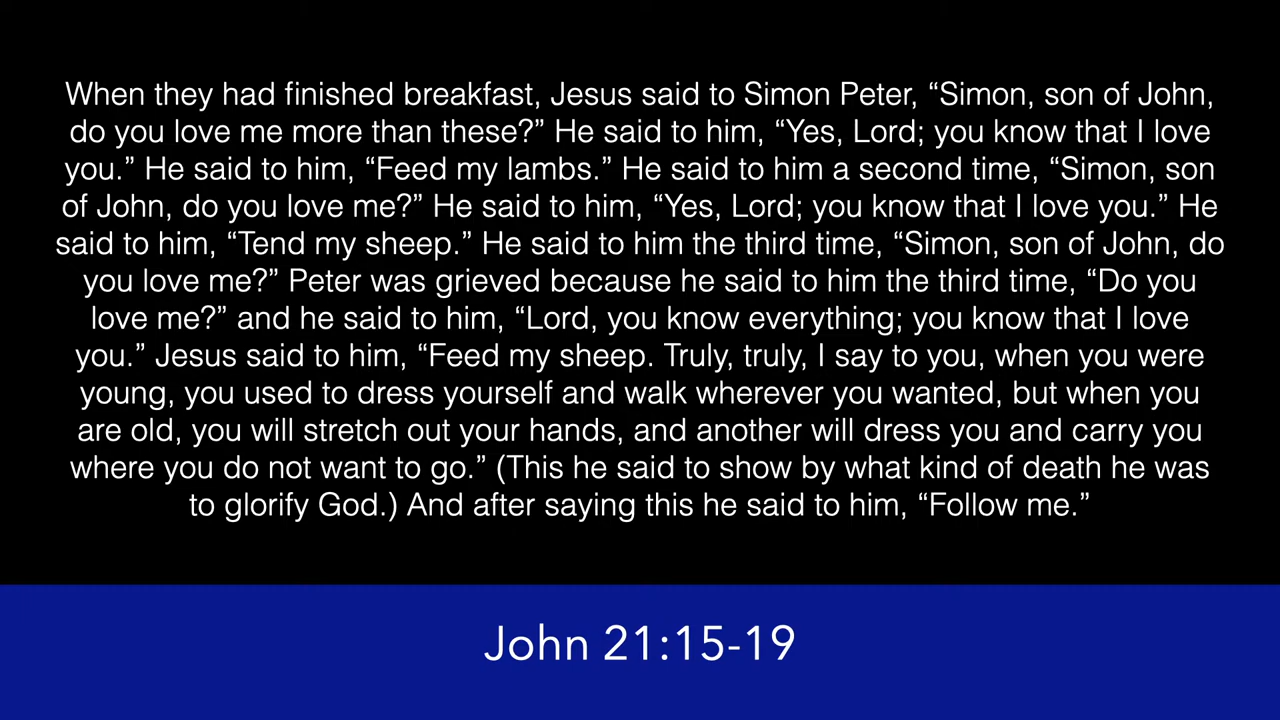 When they had finished breakfast, Jesus said to Simon Peter, “Simon, son of John,
do you love me more than these?” He said to him, “Yes, Lord; you know that I love
you.” He said to him, “Feed my lambs.” He said to him a second time, “Simon, son
of John, do you love me?” He said to him, “Yes, Lord; you know that I love you.” He
said to him, “Tend my sheep.” He said to him the third time, “Simon, son of John, do
you love me?” Peter was grieved because he said to him the third time, “Do you
love me?” and he said to him, “Lord, you know everything; you know that I love
you.” Jesus said to him, “Feed my sheep. Truly, truly, I say to you, when you were
young, you used to dress yourself and walk wherever you wanted, but when you
are old, you will stretch out your hands, and another will dress you and carry you
where you do not want to go.” (This he said to show by what kind of death he was
to glorify God.) And after saying this he said to him, “Follow me.”
John 21:15-19